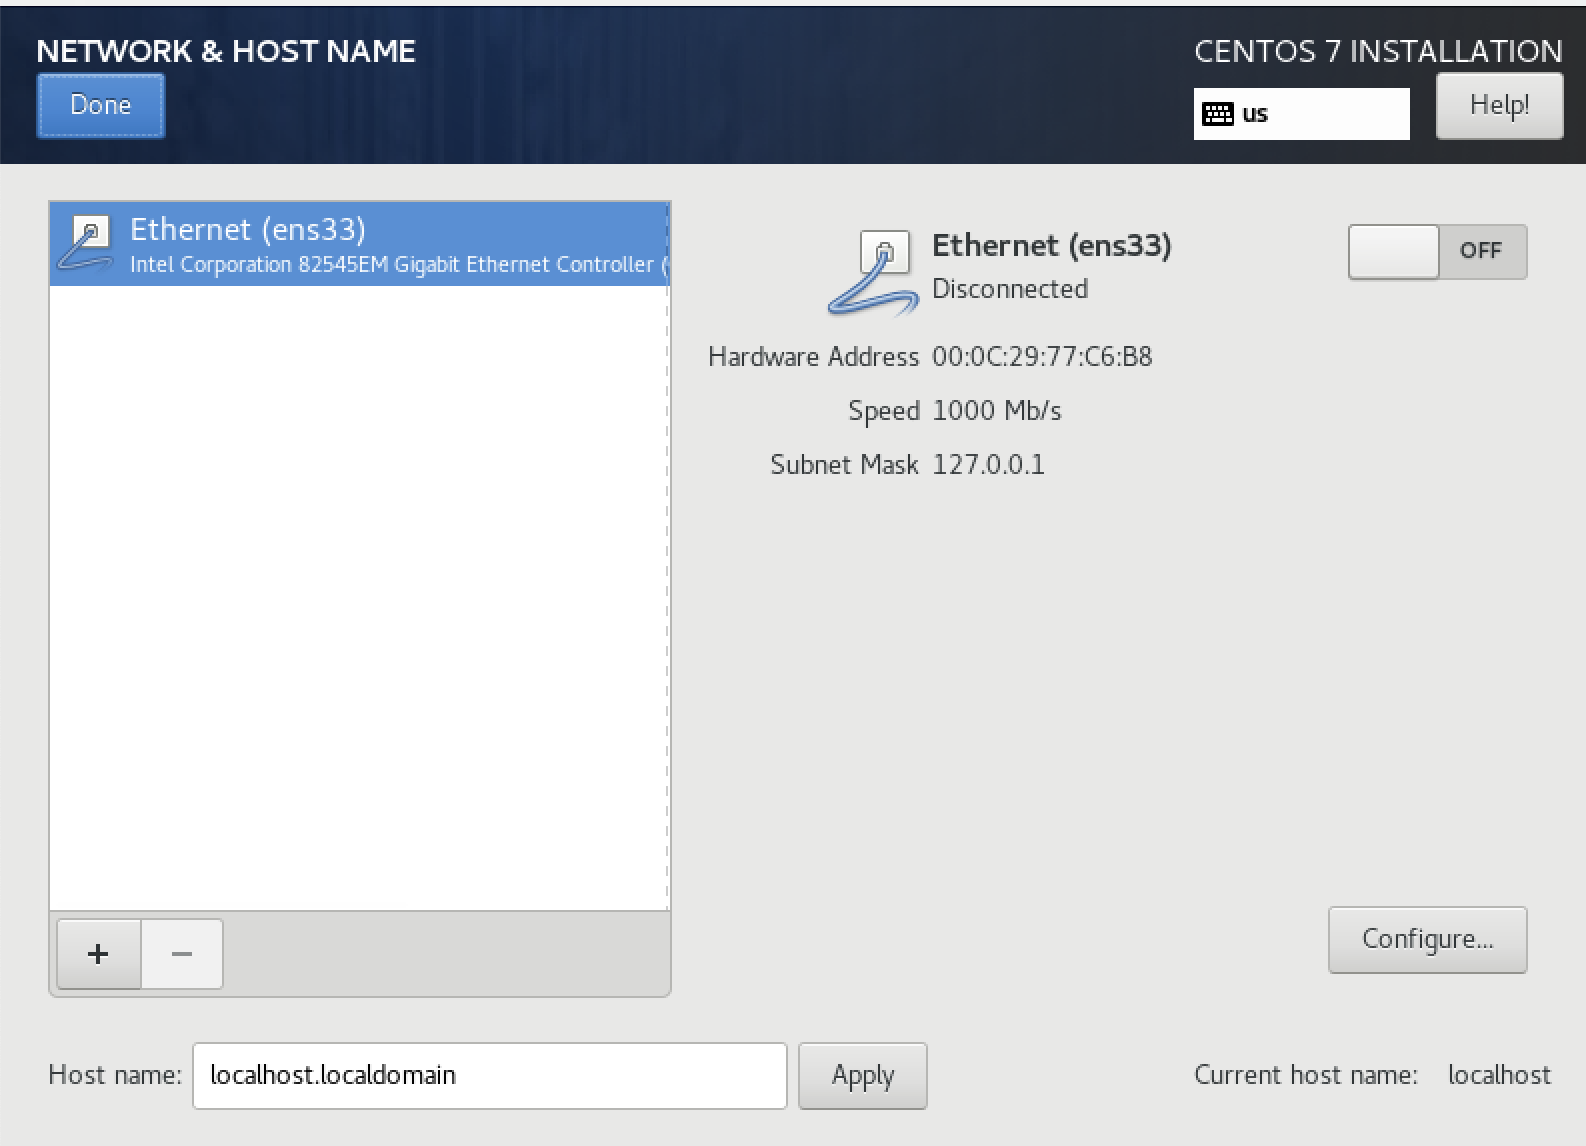 NETWORK & HOST NAME
CENTOS 7 INSTALLATION
Done
us
Help!
Ethernet (ens33)
Intel Corporation 82545EM Gigabit Ethernet Controller (
Ethernet (ens33)
Disconnected
OFF
Hardware Address 00:0C:29:77:C6:B8
Speed 1000 Mb/s
Subnet Mask 127.0.0.1
+ −
Configure...
Host name: localhost.localdomain Apply
Current host name: localhost